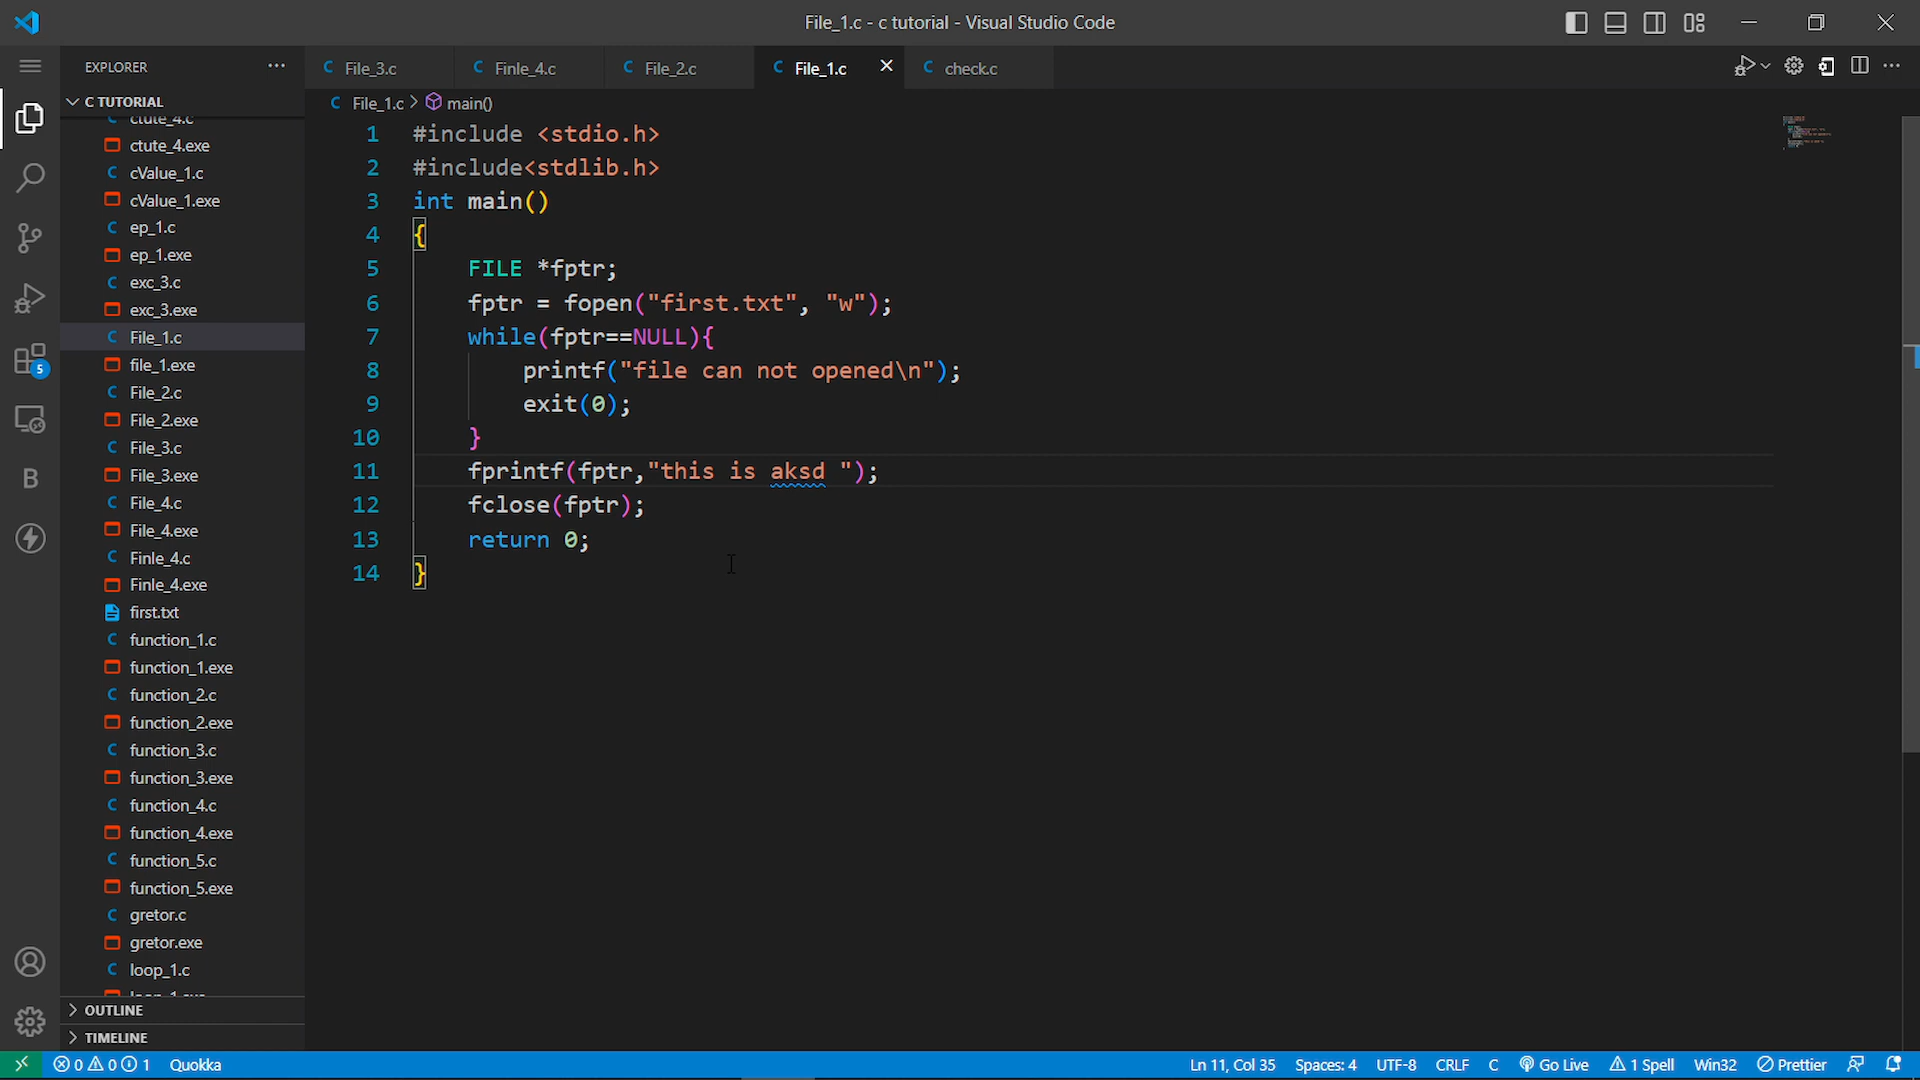 File_1.c - c tutorial - Visual Studio Code
EXPLORER
File_3.c
Finle_4.c
File_2.c
File_1.c
check.c
C TUTORIAL
File_1.c > main()
ctute_4.c
ctute_4.exe
cValue_1.c
cValue_1.exe
ep_1.c
ep_1.exe
exc_3.c
exc_3.exe
File_1.c
file_1.exe
File_2.c
File_2.exe
File_3.c
File_3.exe
File_4.c
File_4.exe
Finle_4.c
Finle_4.exe
first.txt
function_1.c
function_1.exe
function_2.c
function_2.exe
function_3.c
function_3.exe
function_4.c
function_4.exe
function_5.c
function_5.exe
gretor.c
gretor.exe
loop_1.c
loop_1.exe
OUTLINE
TIMELINE
5
B
1 #include <stdio.h>
2 #include<stdlib.h>
3 int main()
4 {
5 FILE *fptr;
6 fptr = fopen("first.txt", "w");
7 while(fptr==NULL){
8 printf("file can not opened\n");
9 exit(0);
10 }
11 fprintf(fptr,"this is aksd ");
12 fclose(fptr);
13 return 0;
14 }
0 0 1 Quokka
Ln 11, Col 35 Spaces: 4 UTF-8 CRLF C Go Live 1 Spell Win32 Prettier